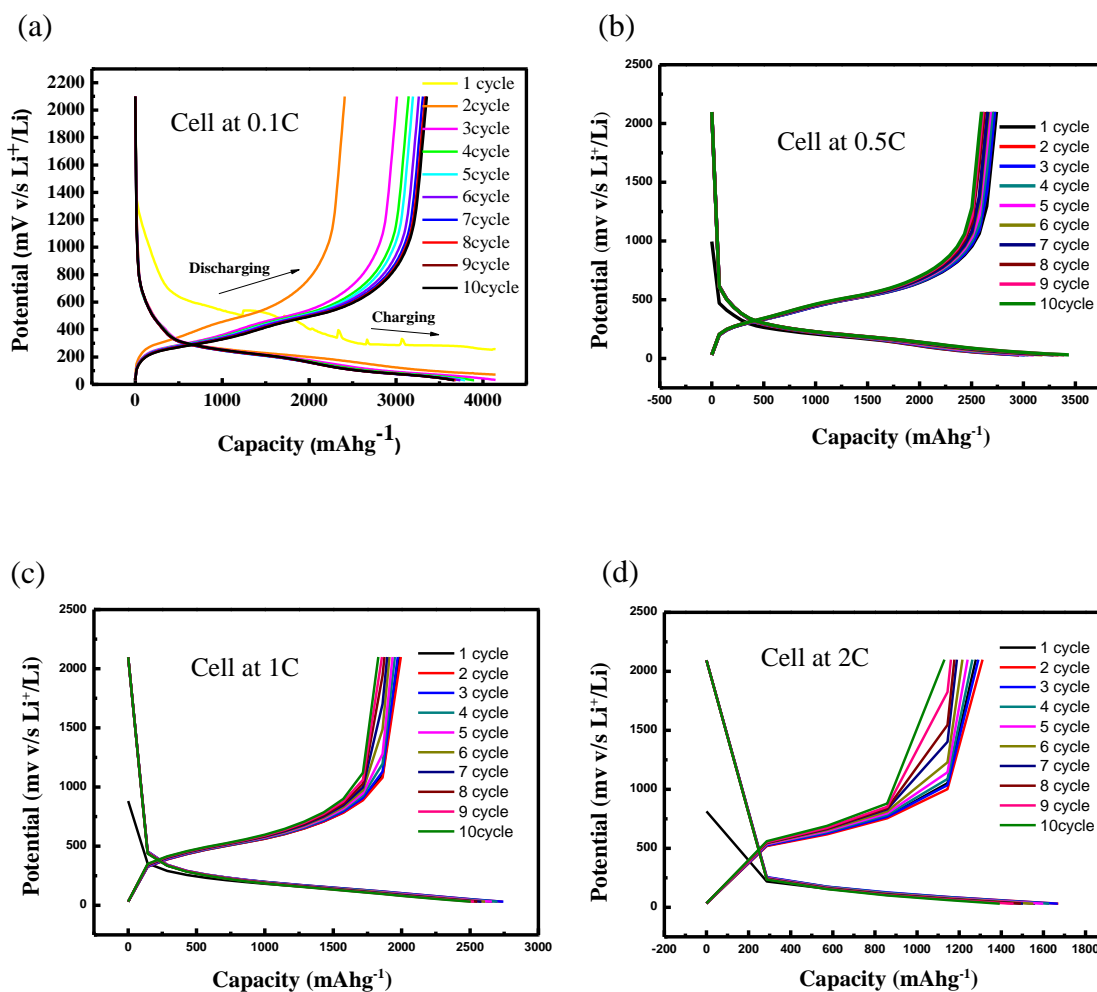 (a)
2200
2000
1800
1600
1400
1200
1000
800
600
400
200
0
0 1000 2000 3000 4000
Potential (mV v/s Li+/Li)
Capacity (mAhg-1)
Cell at 0.1C
Discharging
Charging
1 cycle
2cycle
3cycle
4cycle
5cycle
6cycle
7cycle
8cycle
9cycle
10cycle
(b)
2500
2000
1500
1000
500
0
-500 0 500 1000 1500 2000 2500 3000 3500
Potential (mv v/s Li+/Li)
Capacity (mAhg-1)
Cell at 0.5C
1 cycle
2 cycle
3 cycle
4 cycle
5 cycle
6 cycle
7 cycle
8 cycle
9 cycle
10cycle
(c)
2500
2000
1500
1000
500
0
0 500 1000 1500 2000 2500 3000
Potential (mv v/s Li+/Li)
Capacity (mAhg-1)
Cell at 1C
1 cycle
2 cycle
3 cycle
4 cycle
5 cycle
6 cycle
7 cycle
8 cycle
9 cycle
10cycle
(d)
2500
2000
1500
1000
500
0
-200 0 200 400 600 800 1000 1200 1400 1600 1800
Potential (mv v/s Li+/Li)
Capacity (mAhg-1)
Cell at 2C
1 cycle
2 cycle
3 cycle
4 cycle
5 cycle
6 cycle
7 cycle
8 cycle
9 cycle
10cycle